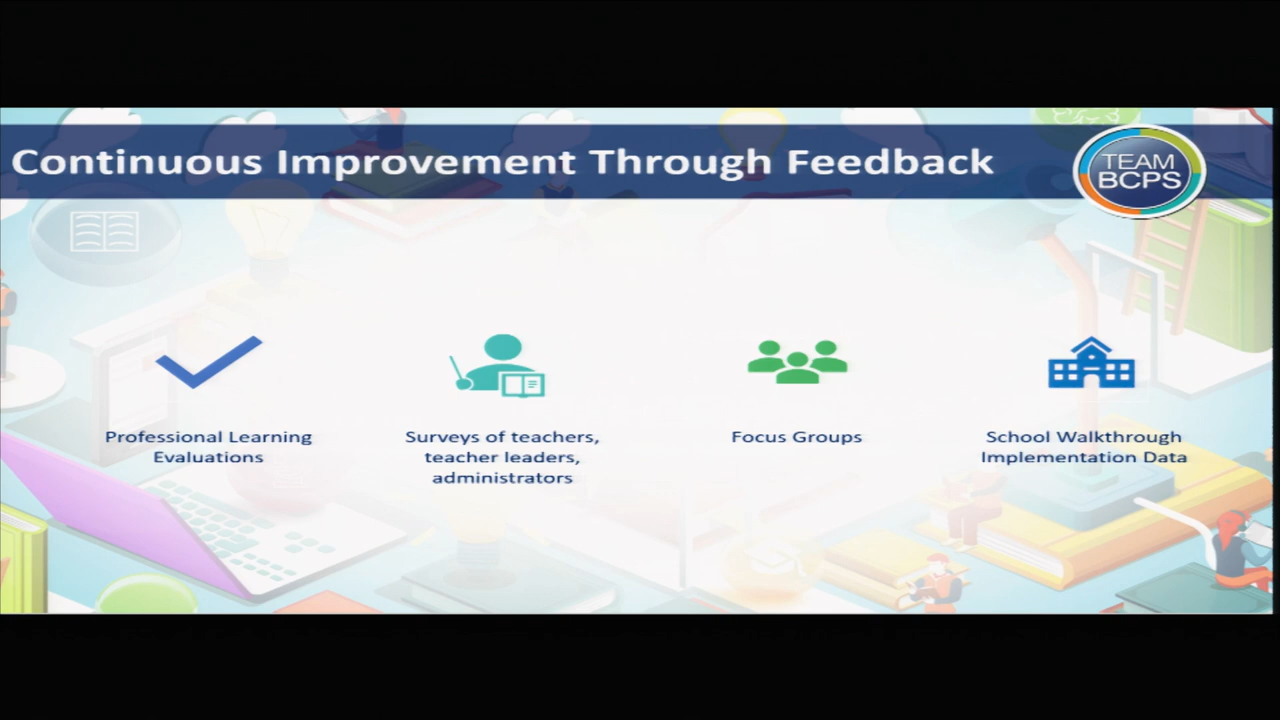 Continuous Improvement Through Feedback
TEAM
BCPS
Professional Learning
Evaluations
Surveys of teachers,
teacher leaders,
administrators
Focus Groups
School Walkthrough
Implementation Data